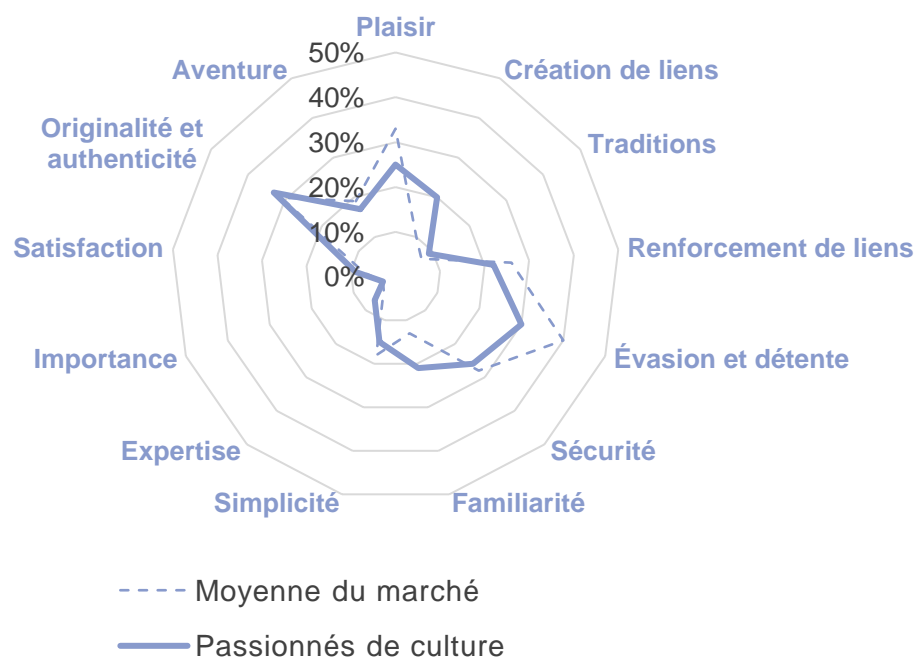 Plaisir
50%
Aventure
Création de liens
40%
Originalité et
authenticité
30%
Traditions
20%
10%
Satisfaction
Renforcement de liens
0%
Importance
Évasion et détente
Expertise
Sécurité
Simplicité
Familiarité
Moyenne du marché
Passionnés de culture